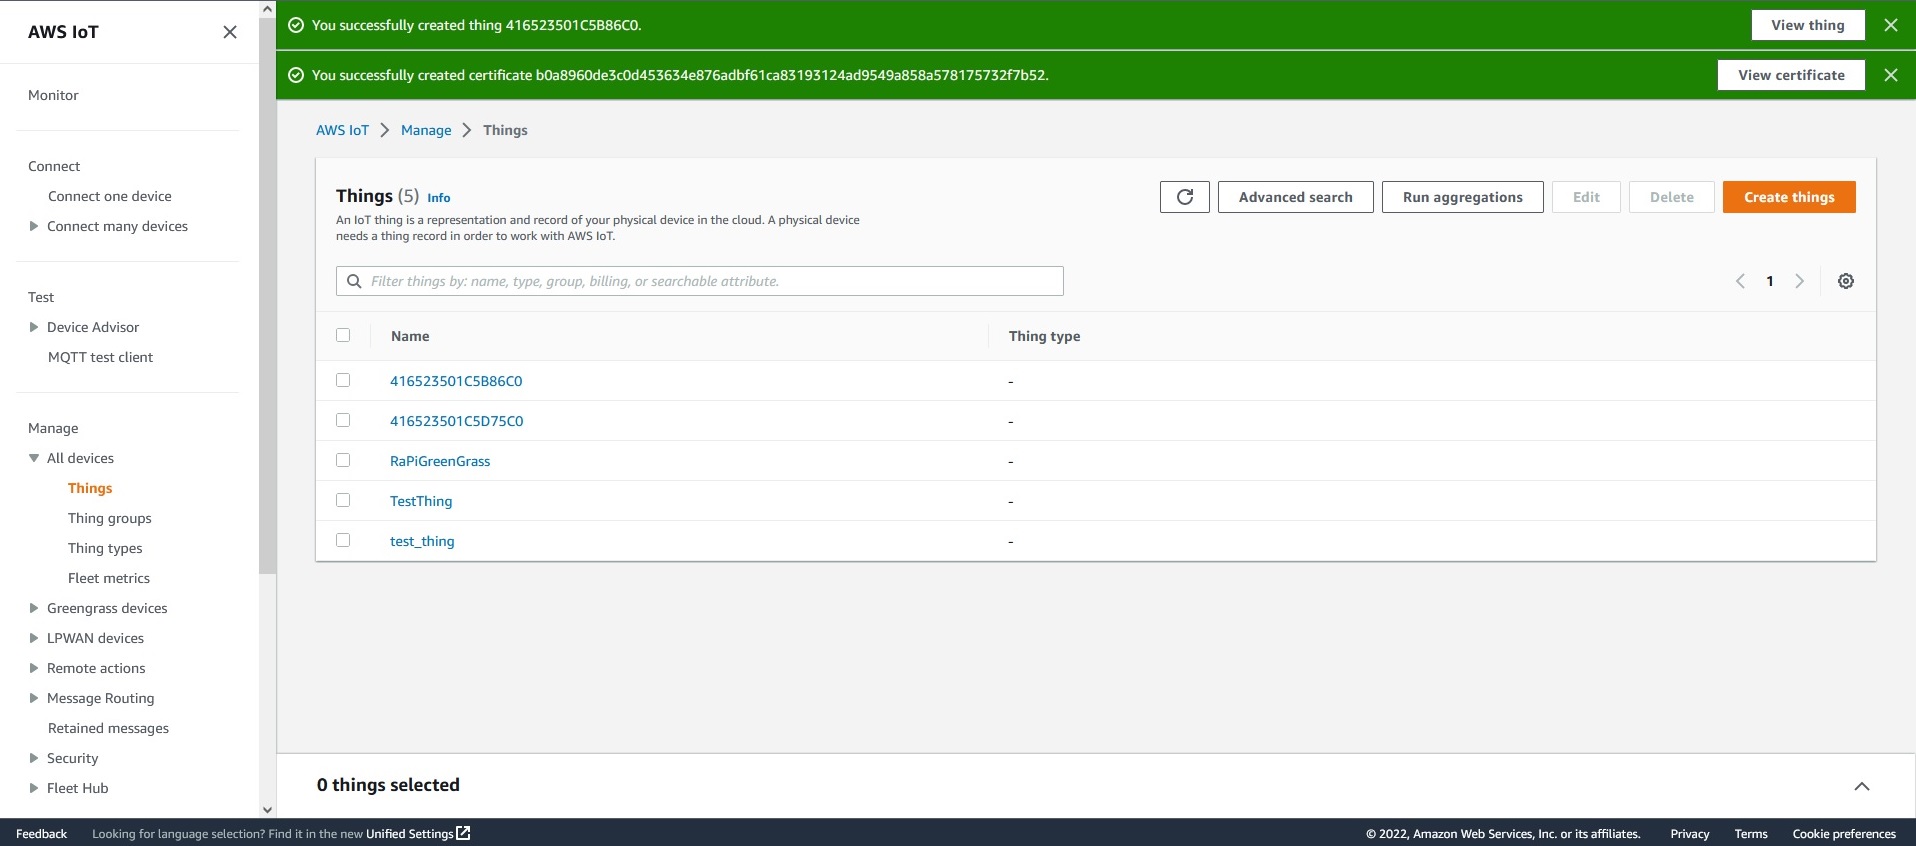 AWS IoT
Monitor
Connect
Connect one device
Connect many devices
Test
Device Advisor
MQTT test client
Manage
All devices
Things
Thing groups
Thing types
Fleet metrics
Greengrass devices
LPWAN devices
Remote actions
Message Routing
Retained messages
Security
Fleet Hub
You successfully created thing 416523501C5B86C0.
View thing
You successfully created certificate b0a8960de3c0d453634e876adbf61ca83193124ad9549a858a578175732f7b52.
View certificate
AWS IoT > Manage > Things
Things (5) Info
An IoT thing is a representation and record of your physical device in the cloud. A physical device
needs a thing record in order to work with AWS IoT.
Advanced search
Run aggregations
Edit
Delete
Create things
Filter things by: name, type, group, billing, or searchable attribute.
1
Name Thing type
416523501C5B86C0 -
416523501C5D75C0 -
RaPiGreenGrass -
TestThing -
test_thing -
0 things selected
Feedback Looking for language selection? Find it in the new Unified Settings
© 2022, Amazon Web Services, Inc. or its affiliates. Privacy Terms Cookie preferences